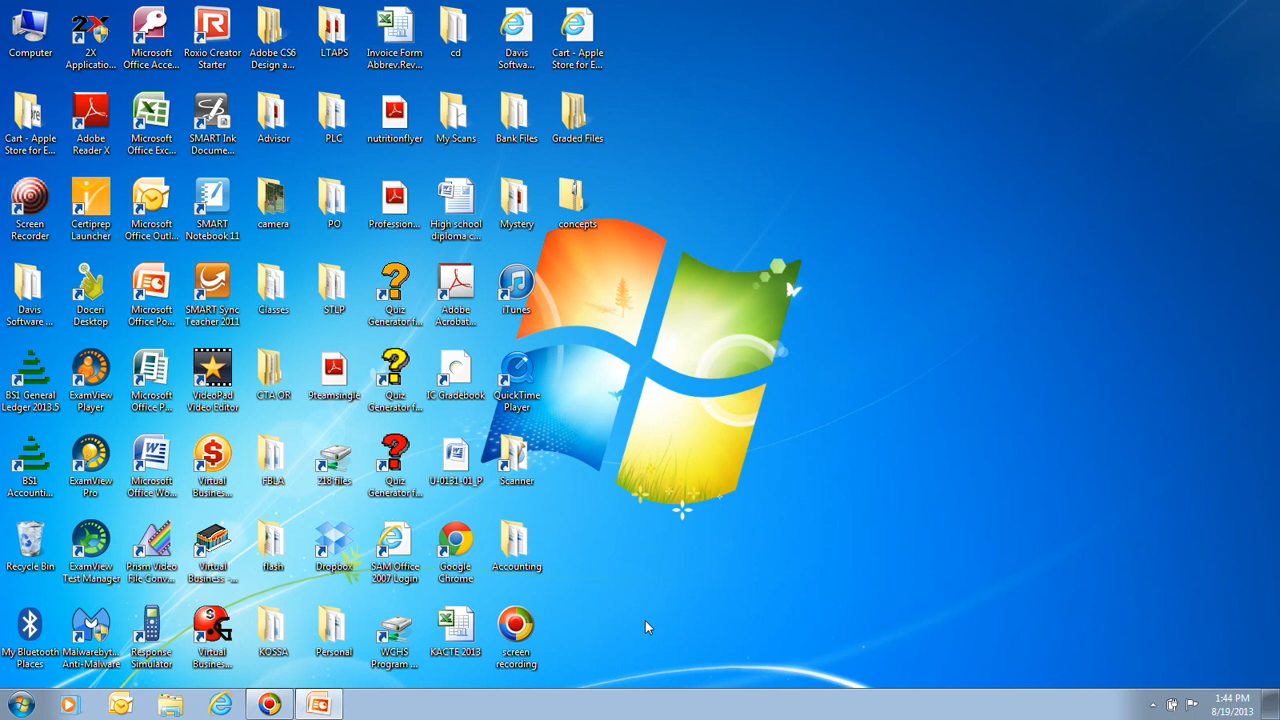 Computer
2X
Applicatio...
Microsoft
Office Acce...
Roxio Creator
Starter
Adobe CS6
Design a...
LTAPS
Invoice Form
Abbrev.Rev...
cd
Davis
Softwa...
Cart - Apple
Store for E...
Cart - Apple
Store for E...
Adobe
Reader X
Microsoft
Office Exc...
SMART Ink
Docume...
Advisor
PLC
nutritionflyer
My Scans
Bank Files
Graded Files
Screen
Recorder
Certiprep
Launcher
Microsoft
Office Outl...
SMART
Notebook 11
camera
PO
Profession...
High school
diploma c...
Mystery
concepts
Davis
Software ...
Doceri
Desktop
Microsoft
Office Po...
SMART Sync
Teacher 2011
Classes
STLP
Quiz
Generator f...
Adobe
Acrobat...
iTunes
BS1 General
Ledger 2013.5
ExamView
Player
Microsoft
Office P...
VideoPad
Video Editor
CTA OR
9teamsingle
Quiz
Generator f...
IC Gradebook
QuickTime
Player
BS1
Accounti...
ExamView
Pro
Microsoft
Office Wo...
Virtual
Busines...
FBLA
218 files
Quiz
Generator f...
U-0131-01_P
Scanner
Recycle Bin
ExamView
Test Manager
Prism Video
File Conv...
Virtual
Business -...
flash
Dropbox
SAM Office
2007 Login
Google
Chrome
Accounting
My Bluetooth
Places
Malwarebyt...
Anti-Malware
Response
Simulator
Virtual
Busines...
KOSSA
Personal
WCHS
Program ...
KACTE 2013
screen
recording
1:44 PM
8/19/2013